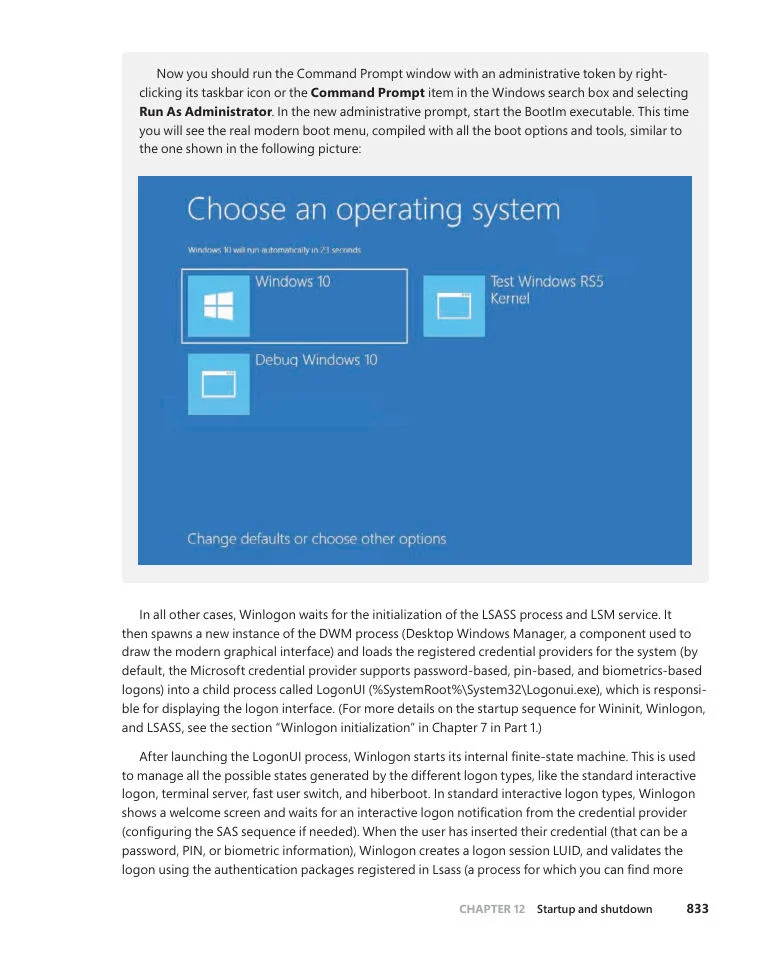 Now you should run the Command Prompt window with an administrative token by right-
clicking its taskbar icon or the Command Prompt item in the Windows search box and selecting
Run As Administrator. In the new administrative prompt, start the BootIm executable. This time
you will see the real modern boot menu, compiled with all the boot options and tools, similar to
the one shown in the following picture:
Choose an operating system
Windows 10 will run automatically in 23 seconds
Windows 10
Test Windows RS5
Kernel
Debug Windows 10
Change defaults or choose other options
In all other cases, Winlogon waits for the initialization of the LSASS process and LSM service. It
then spawns a new instance of the DWM process (Desktop Windows Manager, a component used to
draw the modern graphical interface) and loads the registered credential providers for the system (by
default, the Microsoft credential provider supports password-based, pin-based, and biometrics-based
logons) into a child process called LogonUI (%SystemRoot%\System32\Logonui.exe), which is responsi-
ble for displaying the logon interface. (For more details on the startup sequence for Wininit, Winlogon,
and LSASS, see the section “Winlogon initialization” in Chapter 7 in Part 1.)
After launching the LogonUI process, Winlogon starts its internal finite-state machine. This is used
to manage all the possible states generated by the different logon types, like the standard interactive
logon, terminal server, fast user switch, and hiberboot. In standard interactive logon types, Winlogon
shows a welcome screen and waits for an interactive logon notification from the credential provider
(configuring the SAS sequence if needed). When the user has inserted their credential (that can be a
password, PIN, or biometric information), Winlogon creates a logon session LUID, and validates the
logon using the authentication packages registered in Lsass (a process for which you can find more
CHAPTER 12 Startup and shutdown 833